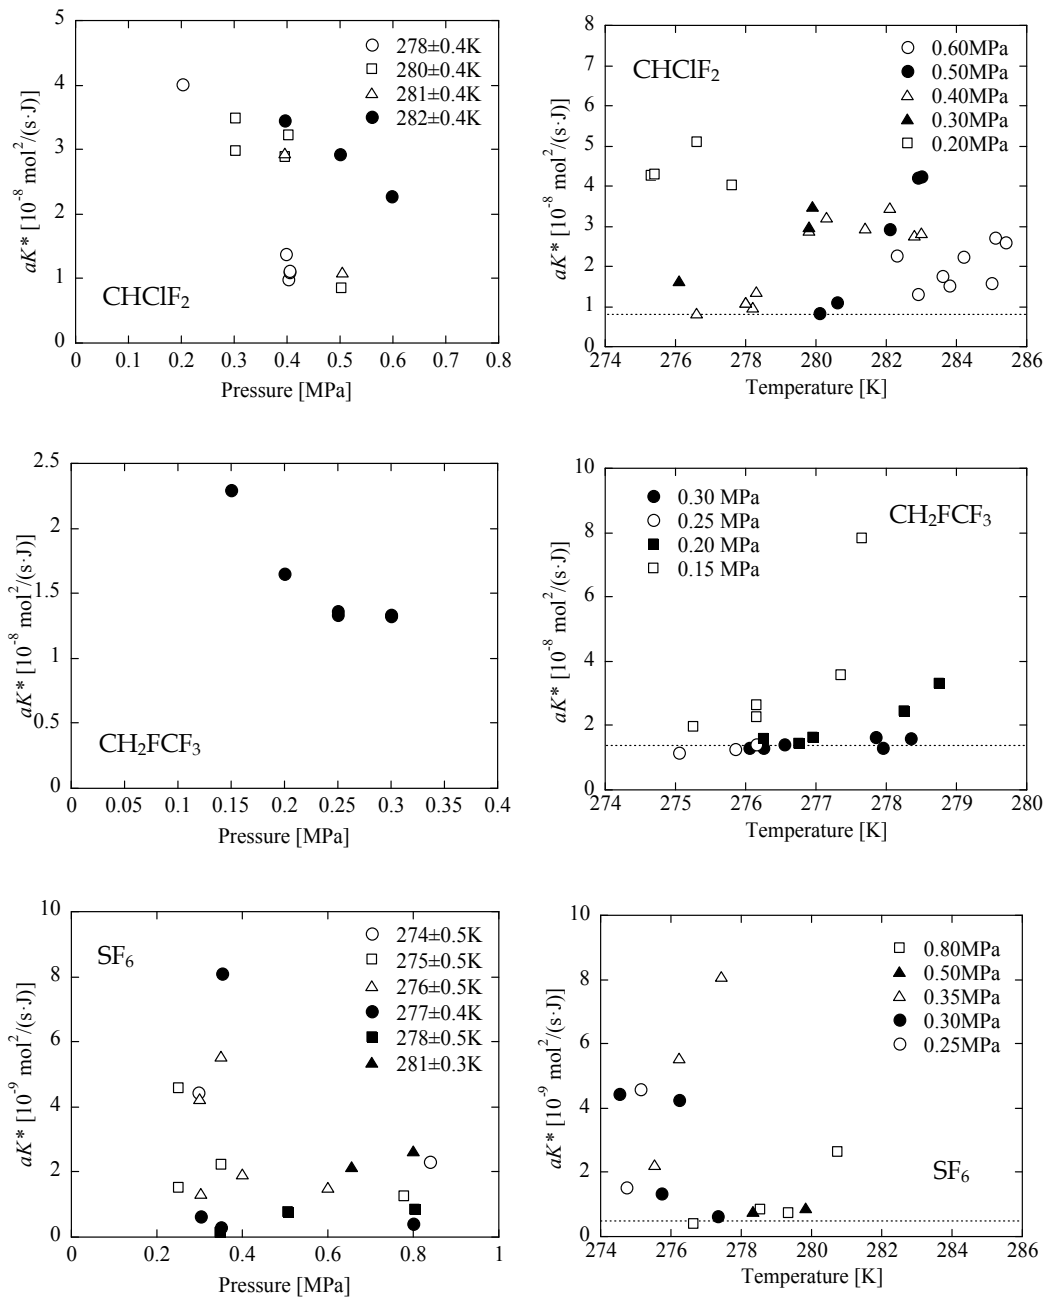 5
4
3
2
1
0
aK* [10⁻⁸ mol²/(s·J)]
278±0.4K
280±0.4K
281±0.4K
282±0.4K
CHClF₂
0 0.1 0.2 0.3 0.4 0.5 0.6 0.7 0.8
Pressure [MPa]
8
7
6
5
4
3
2
1
0
aK* [10⁻⁸ mol²/(s·J)]
CHClF₂
0.60MPa
0.50MPa
0.40MPa
0.30MPa
0.20MPa
274 276 278 280 282 284 286
Temperature [K]
2.5
2
1.5
1
0.5
0
aK* [10⁻⁸ mol²/(s·J)]
CH₂FCF₃
0 0.05 0.1 0.15 0.2 0.25 0.3 0.35 0.4
Pressure [MPa]
10
8
6
4
2
0
aK* [10⁻⁸ mol²/(s·J)]
0.30 MPa
0.25 MPa
0.20 MPa
0.15 MPa
CH₂FCF₃
274 275 276 277 278 279 280
Temperature [K]
10
8
6
4
2
0
aK* [10⁻⁹ mol²/(s·J)]
SF₆
274±0.5K
275±0.5K
276±0.5K
277±0.4K
278±0.5K
281±0.3K
0 0.2 0.4 0.6 0.8 1
Pressure [MPa]
10
8
6
4
2
0
aK* [10⁻⁹ mol²/(s·J)]
0.80MPa
0.50MPa
0.35MPa
0.30MPa
0.25MPa
SF₆
274 276 278 280 282 284 286
Temperature [K]